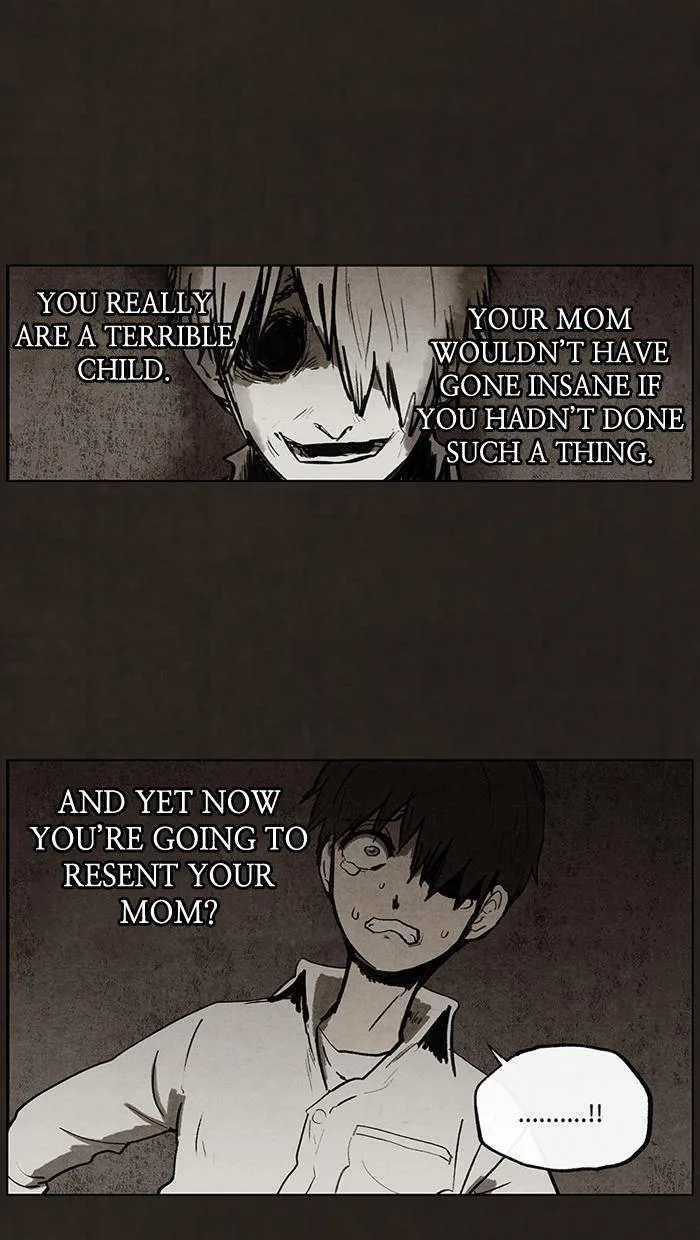 YOU REALLY
ARE A TERRIBLE
CHILD.
YOUR MOM
WOULDN'T HAVE
GONE INSANE IF
YOU HADN'T DONE
SUCH A THING.
AND YET NOW
YOU'RE GOING TO
RESENT YOUR
MOM?
..........!!